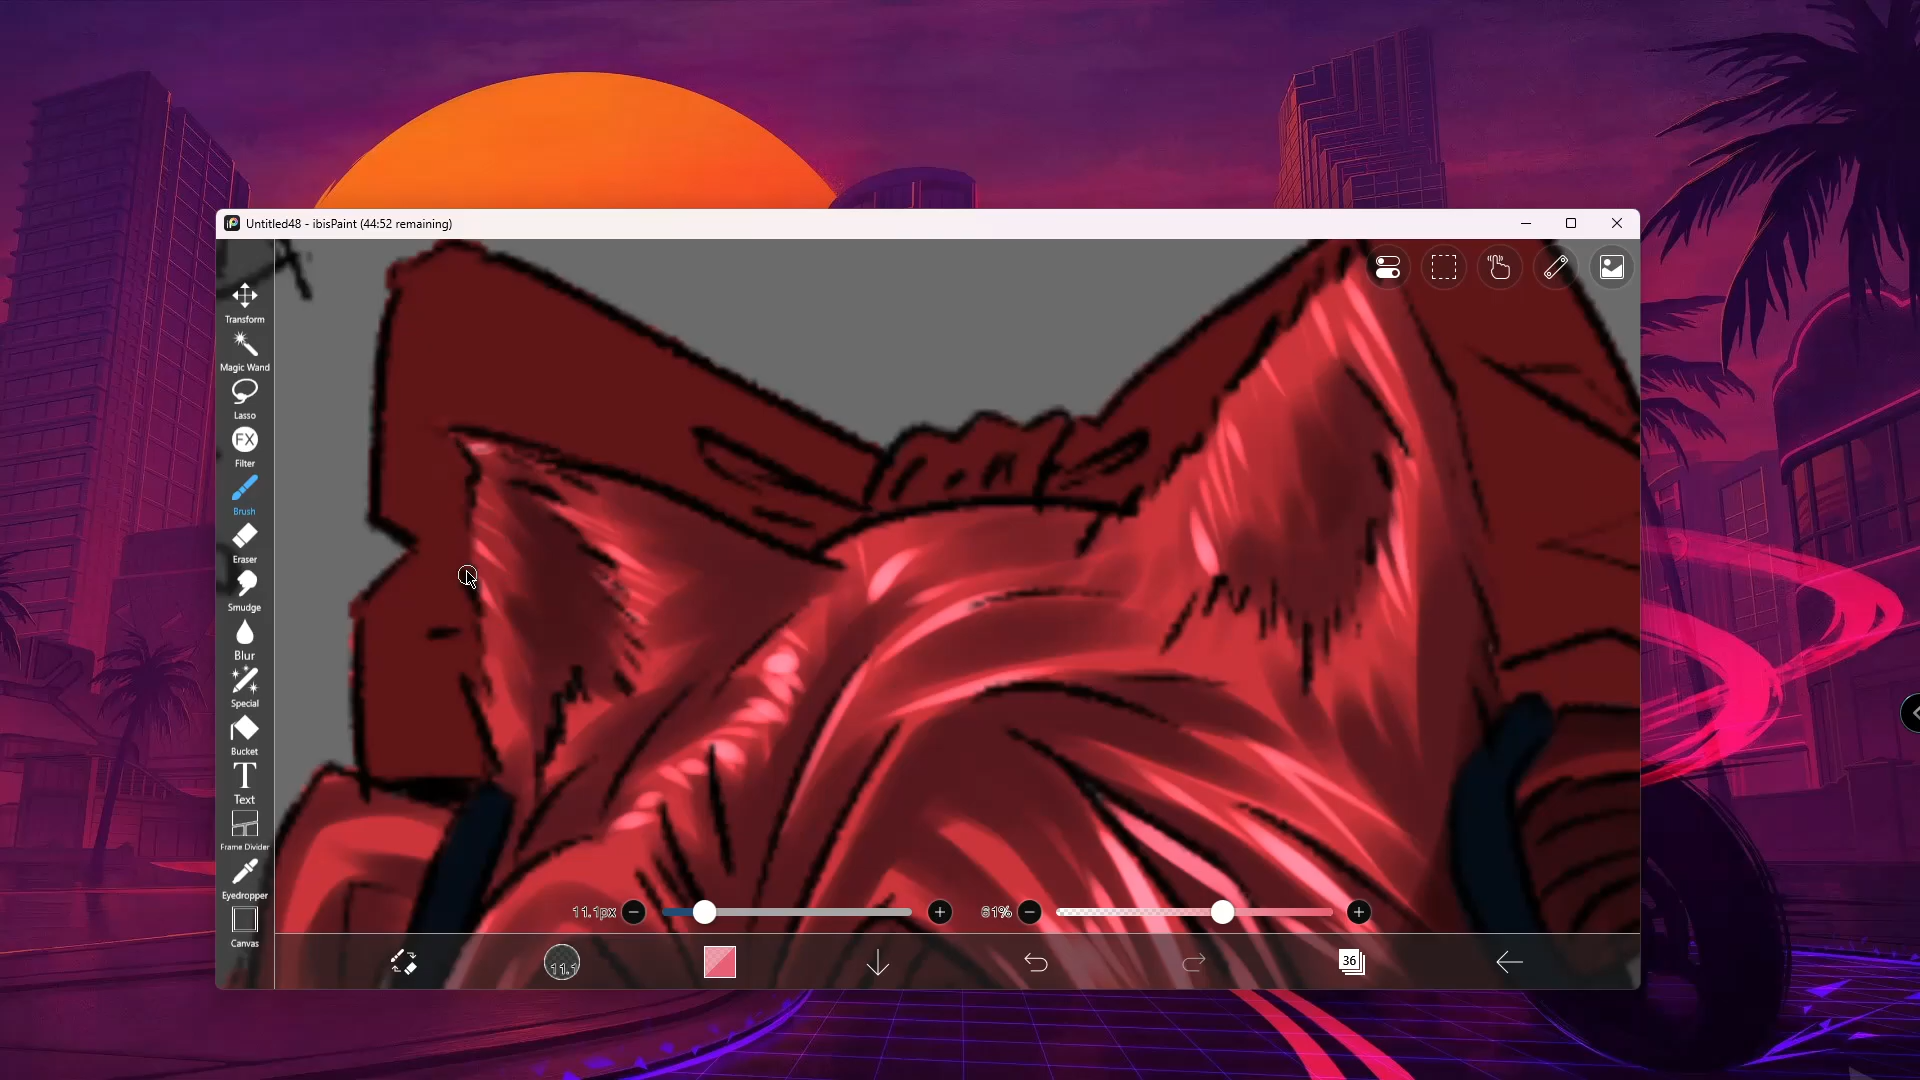 Untitled48 - ibisPaint (44:52 remaining)
Transform
Magic Wand
Lasso
FX
Filter
Brush
Eraser
Smudge
Blur
Special
Bucket
T
Text
Frame Divider
Eyedropper
Canvas
11.1px
61%
11.1
36